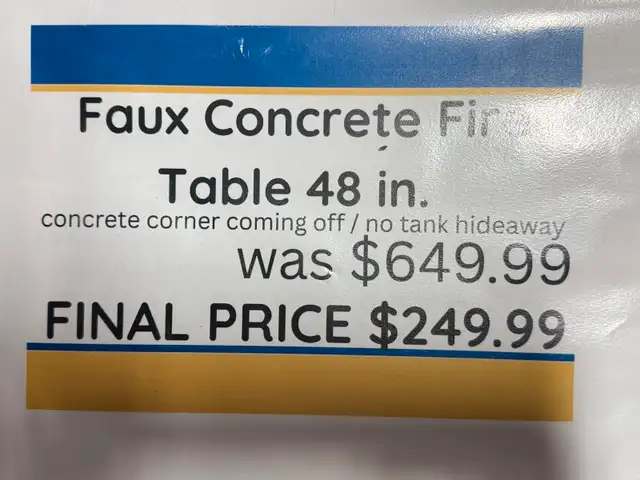 Faux Concrete Fire
Table 48 in.
concrete corner coming off / no tank hideaway
was $649.99
FINAL PRICE $249.99